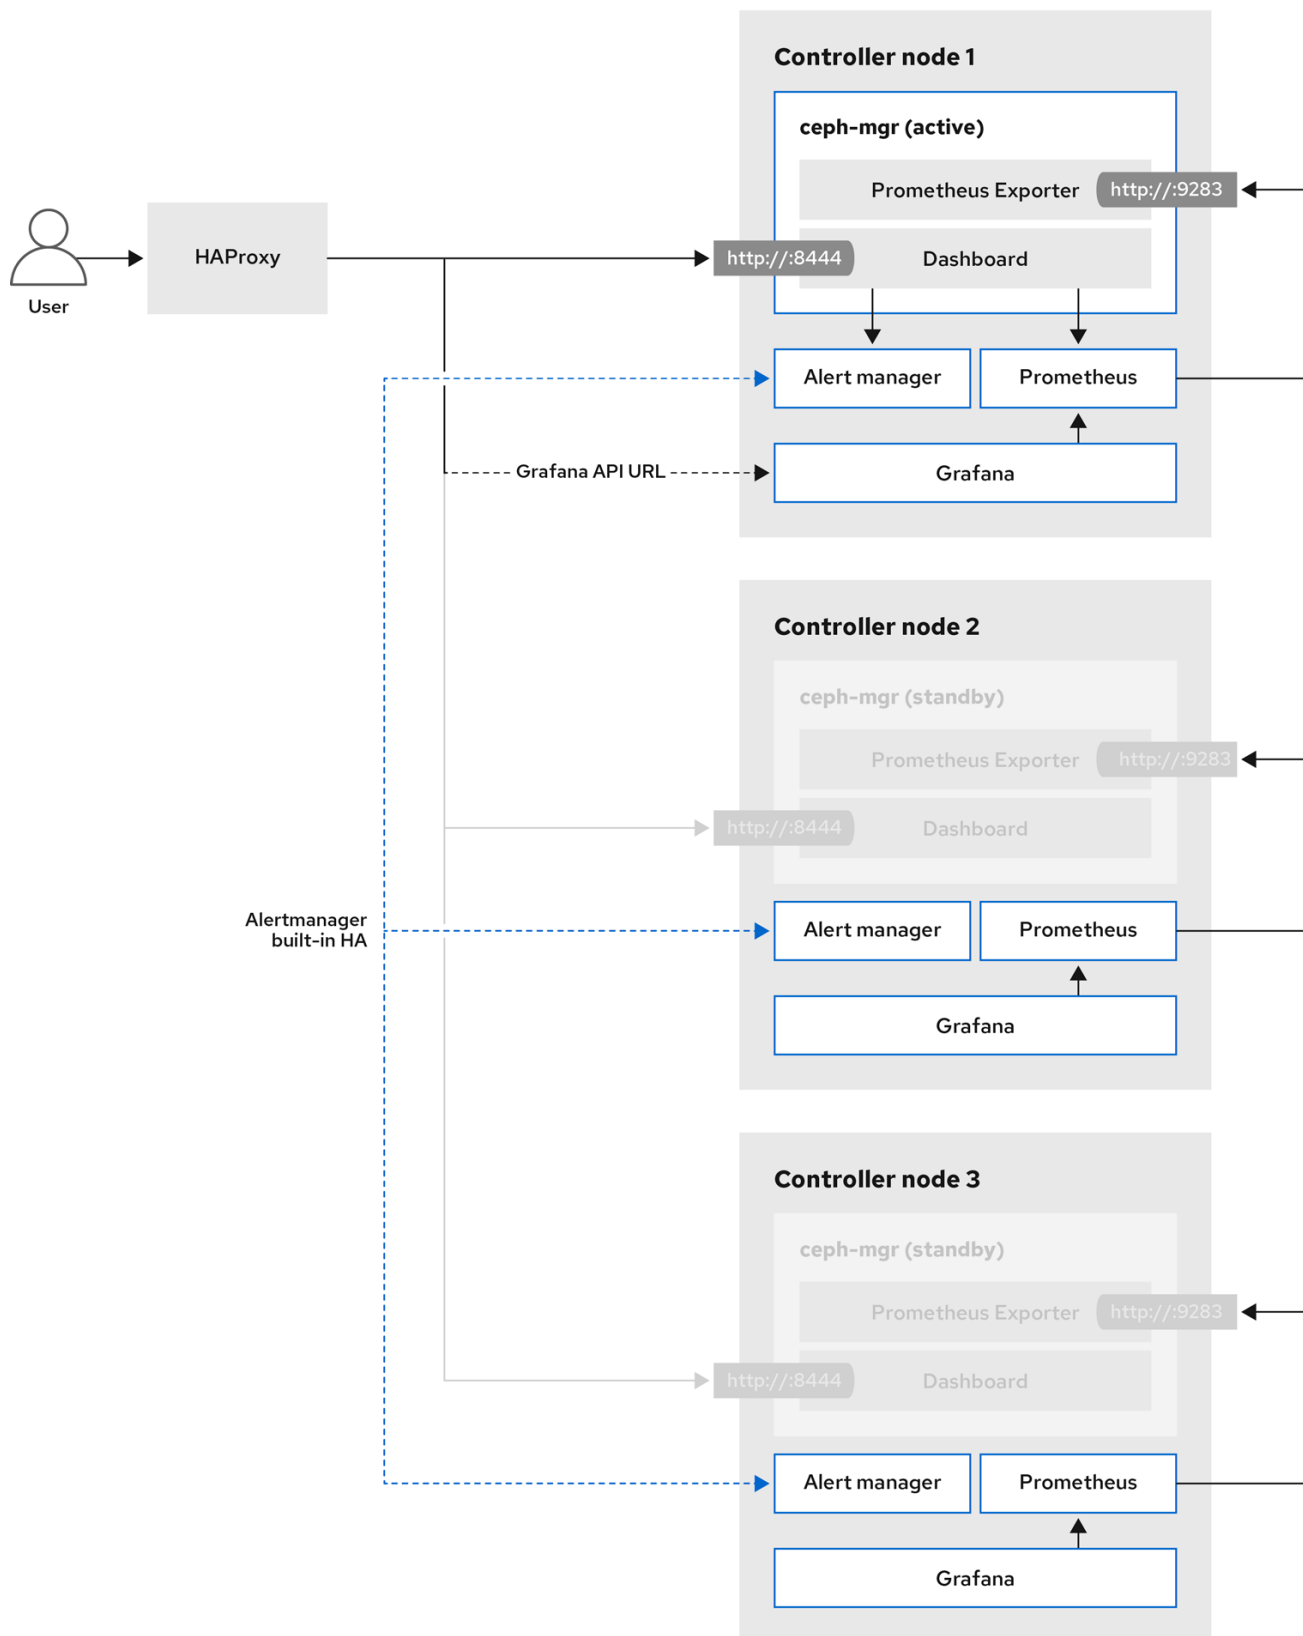 Controller node 1
ceph-mgr (active)
Prometheus Exporter
http://:9283
User
HAProxy
http://:8444
Dashboard
Alert manager
Prometheus
Grafana API URL
Grafana
Controller node 2
ceph-mgr (standby)
Prometheus Exporter
http://:9283
http://:8444
Dashboard
Alertmanager
built-in HA
Alert manager
Prometheus
Grafana
Controller node 3
ceph-mgr (standby)
Prometheus Exporter
http://:9283
http://:8444
Dashboard
Alert manager
Prometheus
Grafana